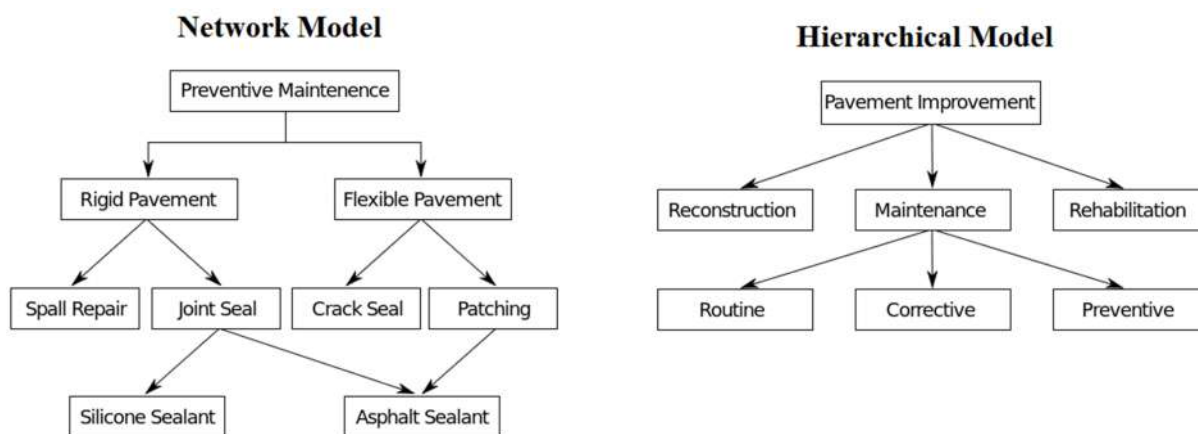 Network Model
Preventive Maintenence
Rigid Pavement
Flexible Pavement
Spall Repair
Joint Seal
Crack Seal
Patching
Silicone Sealant
Asphalt Sealant
Hierarchical Model
Pavement Improvement
Reconstruction
Maintenance
Rehabilitation
Routine
Corrective
Preventive